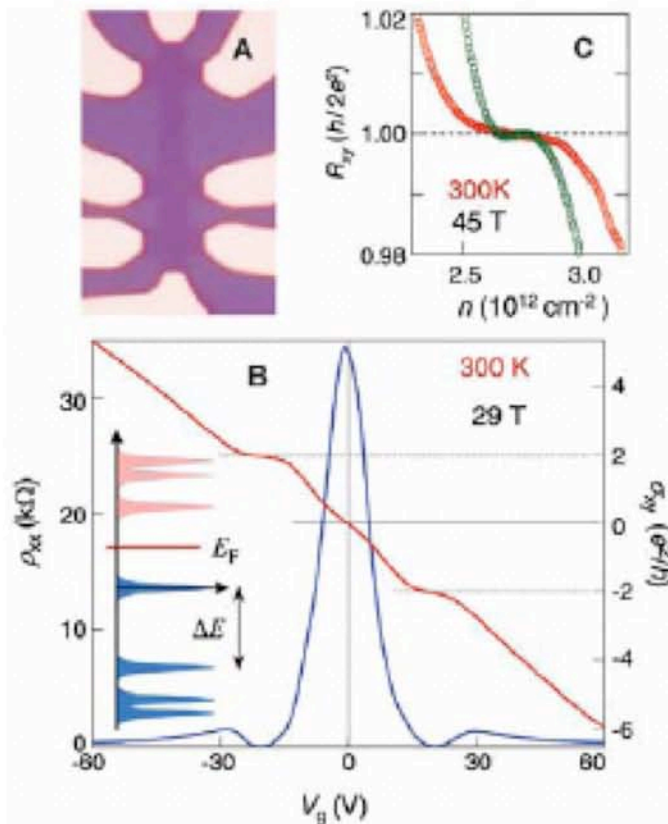 A
C
1.02
1.00
0.98
R_xy (h/2e²)
300K
45 T
2.5
3.0
n (10¹² cm⁻²)
B
300 K
29 T
30
20
10
0
ρ_xx (kΩ)
E_F
ΔE
4
2
0
-2
-4
-6
σ_xy (e²/h)
-60
-30
0
30
60
V_g (V)